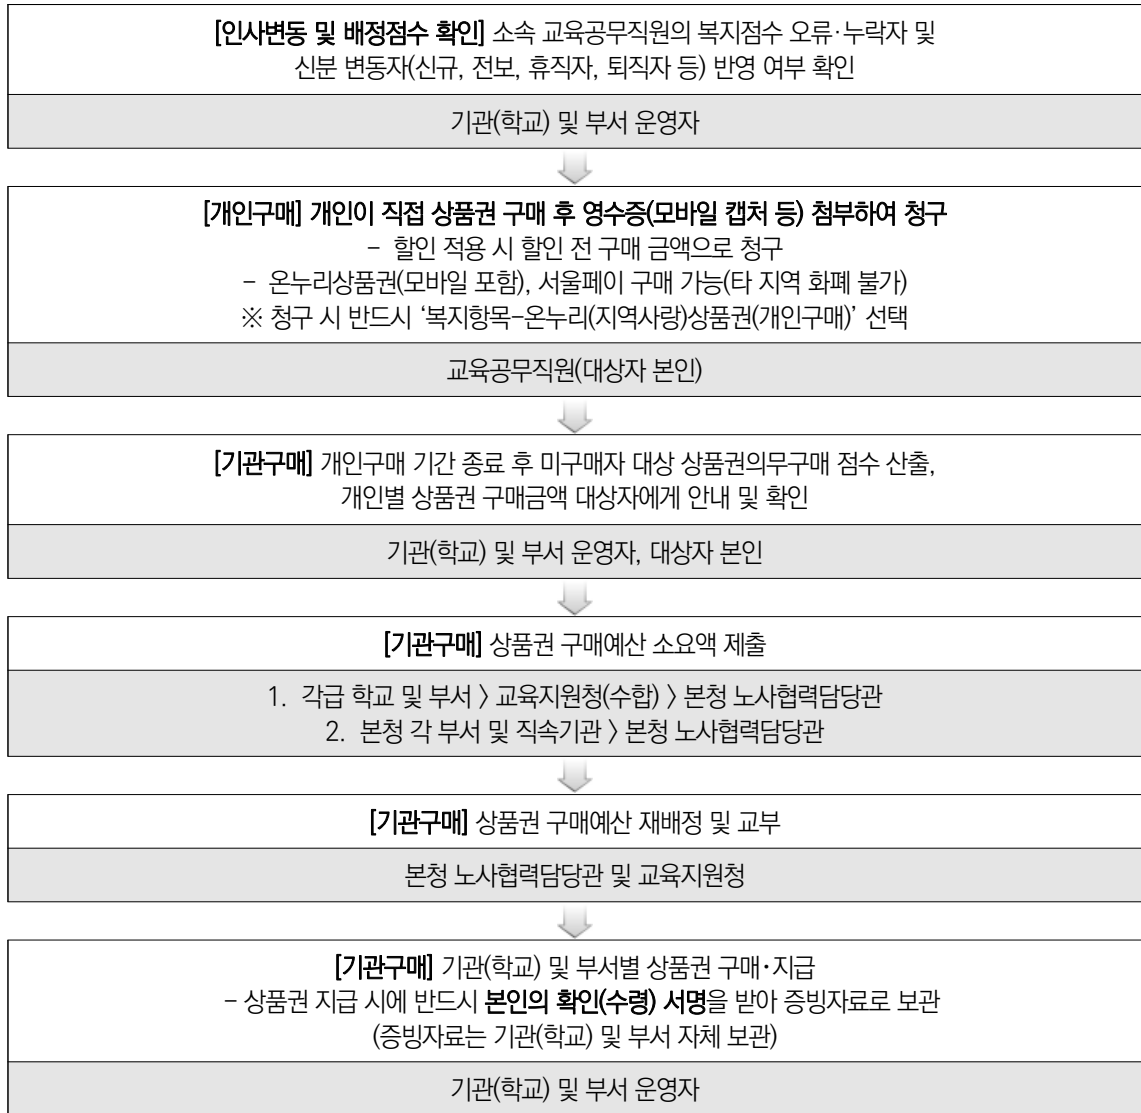 [인사변동 및 배정점수 확인] 소속 교육공무직원의 복지점수 오류·누락자 및
신분 변동자(신규, 전보, 휴직자, 퇴직자 등) 반영 여부 확인
기관(학교) 및 부서 운영자
[개인구매] 개인이 직접 상품권 구매 후 영수증(모바일 캡처 등) 첨부하여 청구
- 할인 적용 시 할인 전 구매 금액으로 청구
- 온누리상품권(모바일 포함), 서울페이 구매 가능(타 지역 화폐 불가)
※ 청구 시 반드시 ‘복지항목-온누리(지역사랑)상품권(개인구매)’ 선택
교육공무직원(대상자 본인)
[기관구매] 개인구매 기간 종료 후 미구매자 대상 상품권의무구매 점수 산출,
개인별 상품권 구매금액 대상자에게 안내 및 확인
기관(학교) 및 부서 운영자, 대상자 본인
[기관구매] 상품권 구매예산 소요액 제출
1. 각급 학교 및 부서 〉 교육지원청(수합) 〉 본청 노사협력담당관
2. 본청 각 부서 및 직속기관 〉 본청 노사협력담당관
[기관구매] 상품권 구매예산 재배정 및 교부
본청 노사협력담당관 및 교육지원청
[기관구매] 기관(학교) 및 부서별 상품권 구매·지급
- 상품권 지급 시에 반드시 본인의 확인(수령) 서명을 받아 증빙자료로 보관
(증빙자료는 기관(학교) 및 부서 자체 보관)
기관(학교) 및 부서 운영자